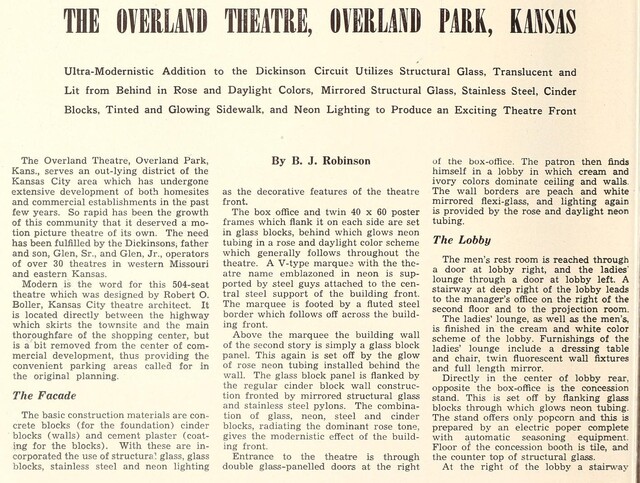 THE OVERLAND THEATRE, OVERLAND PARK, KANSAS
Ultra-Modernistic Addition to the Dickinson Circuit Utilizes Structural Glass, Translucent and
Lit from Behind in Rose and Daylight Colors, Mirrored Structural Glass, Stainless Steel, Cinder
Blocks, Tinted and Glowing Sidewalk, and Neon Lighting to Produce an Exciting Theatre Front
The Overland Theatre, Overland Park,
Kans., serves an out-lying district of the
Kansas City area which has undergone
extensive development of both homesites
and commercial establishments in the past
few years. So rapid has been the growth
of this community that it deserved a mo-
tion picture theatre of its own. The need
has been fulfilled by the Dickinsons, father
and son, Glen, Sr., and Glen, Jr., operators
of over 30 theatres in western Missouri
and eastern Kansas.
Modern is the word for this 504-seat
theatre which was designed by Robert O.
Boller, Kansas City theatre architect. It
is located directly between the highway
which skirts the townsite and the main
thoroughfare of the shopping center, but
is a bit removed from the center of com-
mercial development, thus providing the
convenient parking areas called for in
the original planning.
The Facade
The basic construction materials are con-
crete blocks (for the foundation) cinder
blocks (walls) and cement plaster (coat-
ing for the blocks). With these are in-
corporated the use of structural glass, glass
blocks, stainless steel and neon lighting
By B. J. Robinson
as the decorative features of the theatre
front.
The box office and twin 40 x 60 poster
frames which flank it on each side are set
in glass blocks, behind which glows neon
tubing in a rose and daylight color scheme
which generally follows throughout the
theatre. A V-type marque with the the-
atre name emblazoned in neon is sup-
ported by steel guys attached to the cen-
tral steel support of the building front.
The marquee is footed by a fluted steel
border which follows off across the build-
ing front.
Above the marquee the building wall
of the second story is simply a glass block
panel. This again is set off by the glow
of rose neon tubing installed behind the
wall. The glass block panel is flanked by
the regular cinder block wall construc-
tion fronted by mirrored structural glass
and stainless steel pylons. The combina-
tion of glass, neon, steel and cinder
blocks, radiating the dominant rose tone,
gives the modernistic effect of the build-
ing front.
Entrance to the theatre is through
double glass-panelled doors at the right
of the box-office. The patron then finds
himself in a lobby in which cream and
ivory colors dominate ceiling and walls.
The wall borders are peach and white
mirrored flexi-glass, and lighting again
is provided by the rose and daylight neon
tubing.
The Lobby
The men's rest room is reached through
a door at lobby right, and the ladies'
lounge through a door at lobby left. A
stairway at deep right of the lobby leads
to the manager's office on the right of the
second floor and to the projection room.
The ladies' lounge, as well as the men's,
is finished in the cream and white color
scheme of the lobby. Furnishings of the
ladies' lounge include a dressing table
and chair, twin fluorescent wall fixtures
and full length mirror.
Directly in the center of lobby rear,
opposite the box-office is the concession
stand. This is set off by flanking glass
blocks through which glows neon tubing.
The stand offers only popcorn and this is
prepared by an electric poper complete
with automatic seasoning equipment.
Floor of the concession booth is tile, and
the counter top of structural glass.
At the right of the lobby a stairway